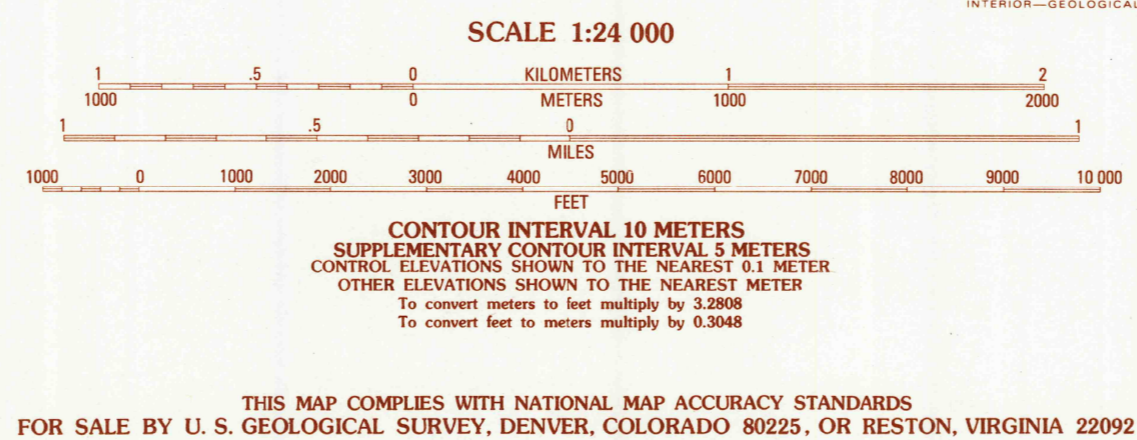 INTERIOR—GEOLOGICAL
SCALE 1:24 000
1 .5 0 KILOMETERS 1 2
1000 0 METERS 1000 2000
1 .5 0 1
MILES
1000 0 1000 2000 3000 4000 5000 6000 7000 8000 9000 10 000
FEET
CONTOUR INTERVAL 10 METERS
SUPPLEMENTARY CONTOUR INTERVAL 5 METERS
CONTROL ELEVATIONS SHOWN TO THE NEAREST 0.1 METER
OTHER ELEVATIONS SHOWN TO THE NEAREST METER
To convert meters to feet multiply by 3.2808
To convert feet to meters multiply by 0.3048
THIS MAP COMPLIES WITH NATIONAL MAP ACCURACY STANDARDS
FOR SALE BY U. S. GEOLOGICAL SURVEY, DENVER, COLORADO 80225, OR RESTON, VIRGINIA 22092